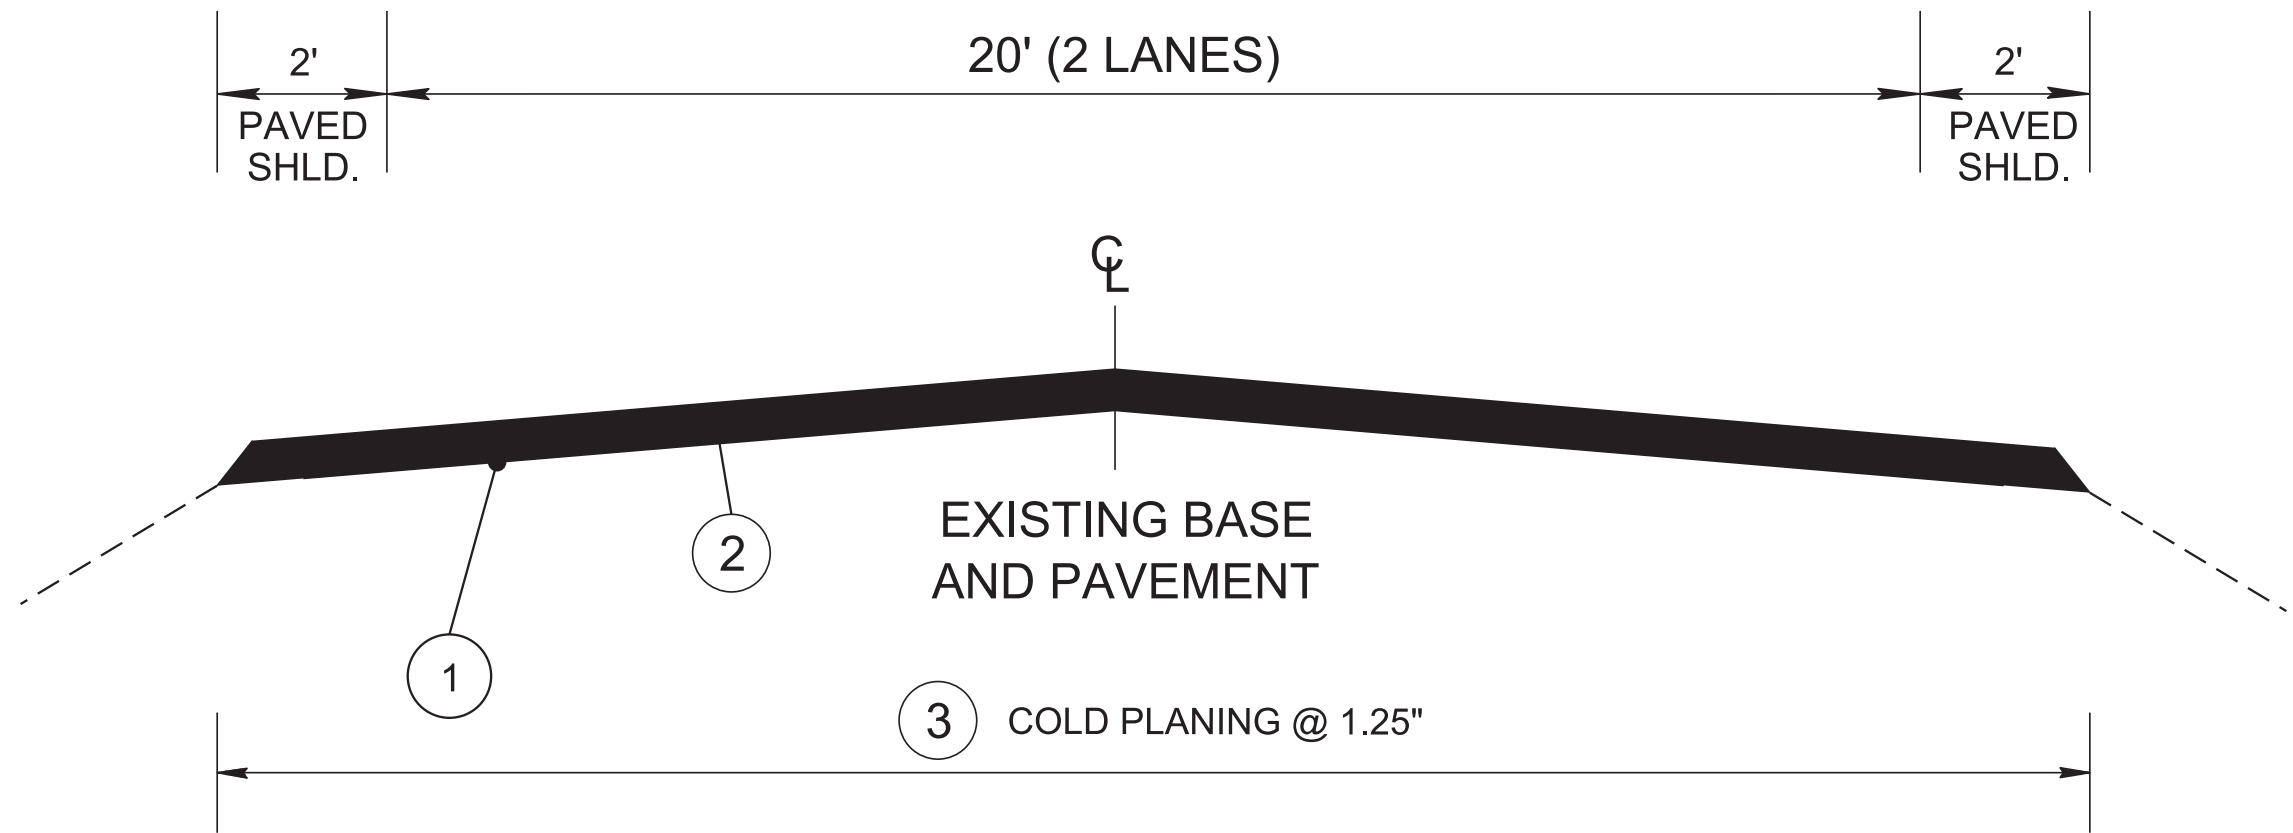 2'
20' (2 LANES)
2'
PAVED
SHLD.
PAVED
SHLD.
℄
EXISTING BASE
AND PAVEMENT
2
1
3 COLD PLANING @ 1.25"